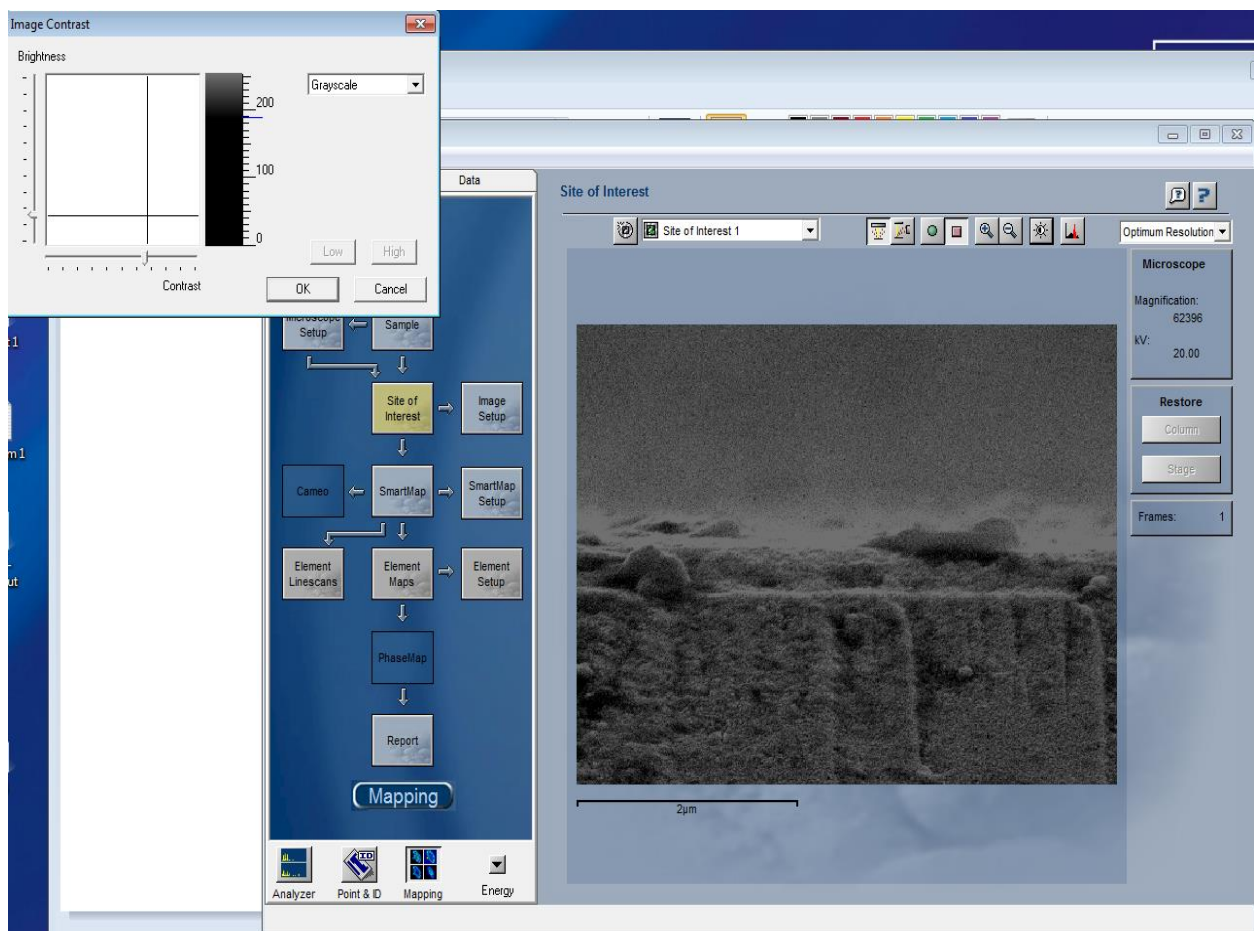 Image Contrast
Brightness
Grayscale
200
100
0
Low
High
Contrast
OK
Cancel
Data
Site of Interest
Site of Interest 1
Optimum Resolution
Microscope
Magnification:
62396
kV:
20.00
Restore
Column
Stage
Frames: 1
Microscope
Setup
Sample
Site of
Interest
Image
Setup
Cameo
SmartMap
SmartMap
Setup
Element
Linescans
Element
Maps
Element
Setup
PhaseMap
Report
Mapping
2μm
ID
Analyzer
Point & ID
Mapping
Energy